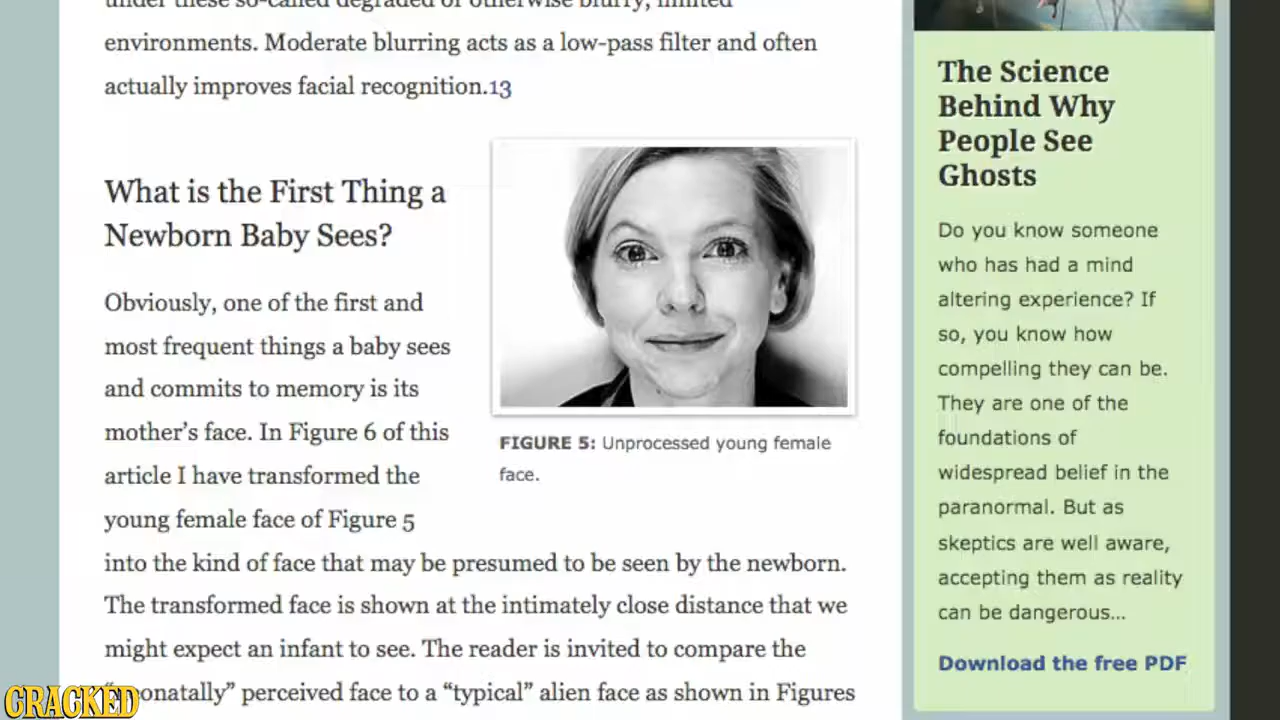 environments. Moderate blurring acts as a low-pass filter and often
actually improves facial recognition.13
What is the First Thing a
Newborn Baby Sees?
Obviously, one of the first and
most frequent things a baby sees
and commits to memory is its
mother's face. In Figure 6 of this
article I have transformed the
young female face of Figure 5
into the kind of face that may be presumed to be seen by the newborn.
The transformed face is shown at the intimately close distance that we
might expect an infant to see. The reader is invited to compare the
perceived face to a “typical” alien face as shown in Figures
FIGURE 5: Unprocessed young female
face.
The Science
Behind Why
People See
Ghosts
Do you know someone
who has had a mind
altering experience? If
so, you know how
compelling they can be.
They are one of the
foundations of
widespread belief in the
paranormal. But as
skeptics are well aware,
accepting them as reality
can be dangerous...
Download the free PDF
CRACKED